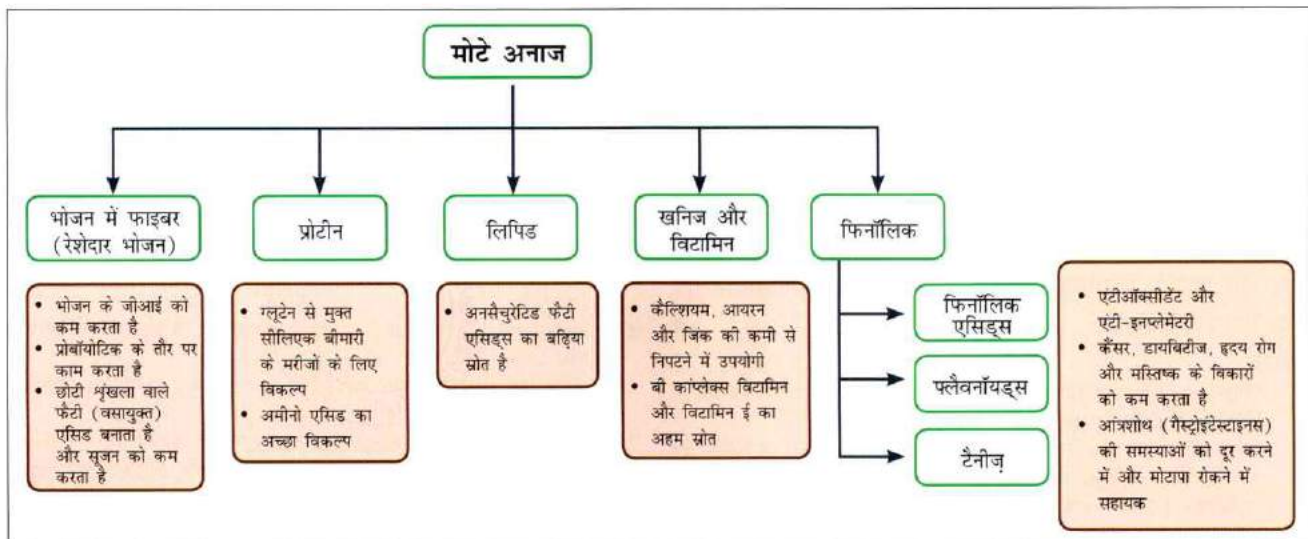 मोटे अनाज
भोजन में फाइबर
(रेशेदार भोजन)
प्रोटीन
लिपिड
खनिज और
विटामिन
फिनॉलिक
• भोजन के जीआई को
कम करता है
• प्रोबॉयोटिक के तौर पर
काम करता है
• छोटी शृंखला वाले
फैटी (वसायुक्त)
एसिड बनाता है
और सूजन को कम
करता है
• ग्लूटेन से मुक्त
सीलिएक बीमारी
के मरीजों के लिए
विकल्प
• अमीनो एसिड का
अच्छा विकल्प
• अनसैचुरेटिड फैटी
एसिड्स का बढ़िया
स्रोत है
• कैल्शियम, आयरन
और जिंक की कमी से
निपटने में उपयोगी
• बी कांप्लेक्स विटामिन
और विटामिन ई का
अहम स्रोत
फिनॉलिक
एसिड्स
फ्लैवनॉयड्स
टैनीज़
• एंटीऑक्सीडेंट और
एंटी-इनप्लेमेटरी
• कैंसर, डायबिटीज, हृदय रोग
और मस्तिष्क के विकारों
को कम करता है
• आंत्रशोथ (गैस्ट्रोइंटेस्टाइनस)
की समस्याओं को दूर करने
में और मोटापा रोकने में
सहायक